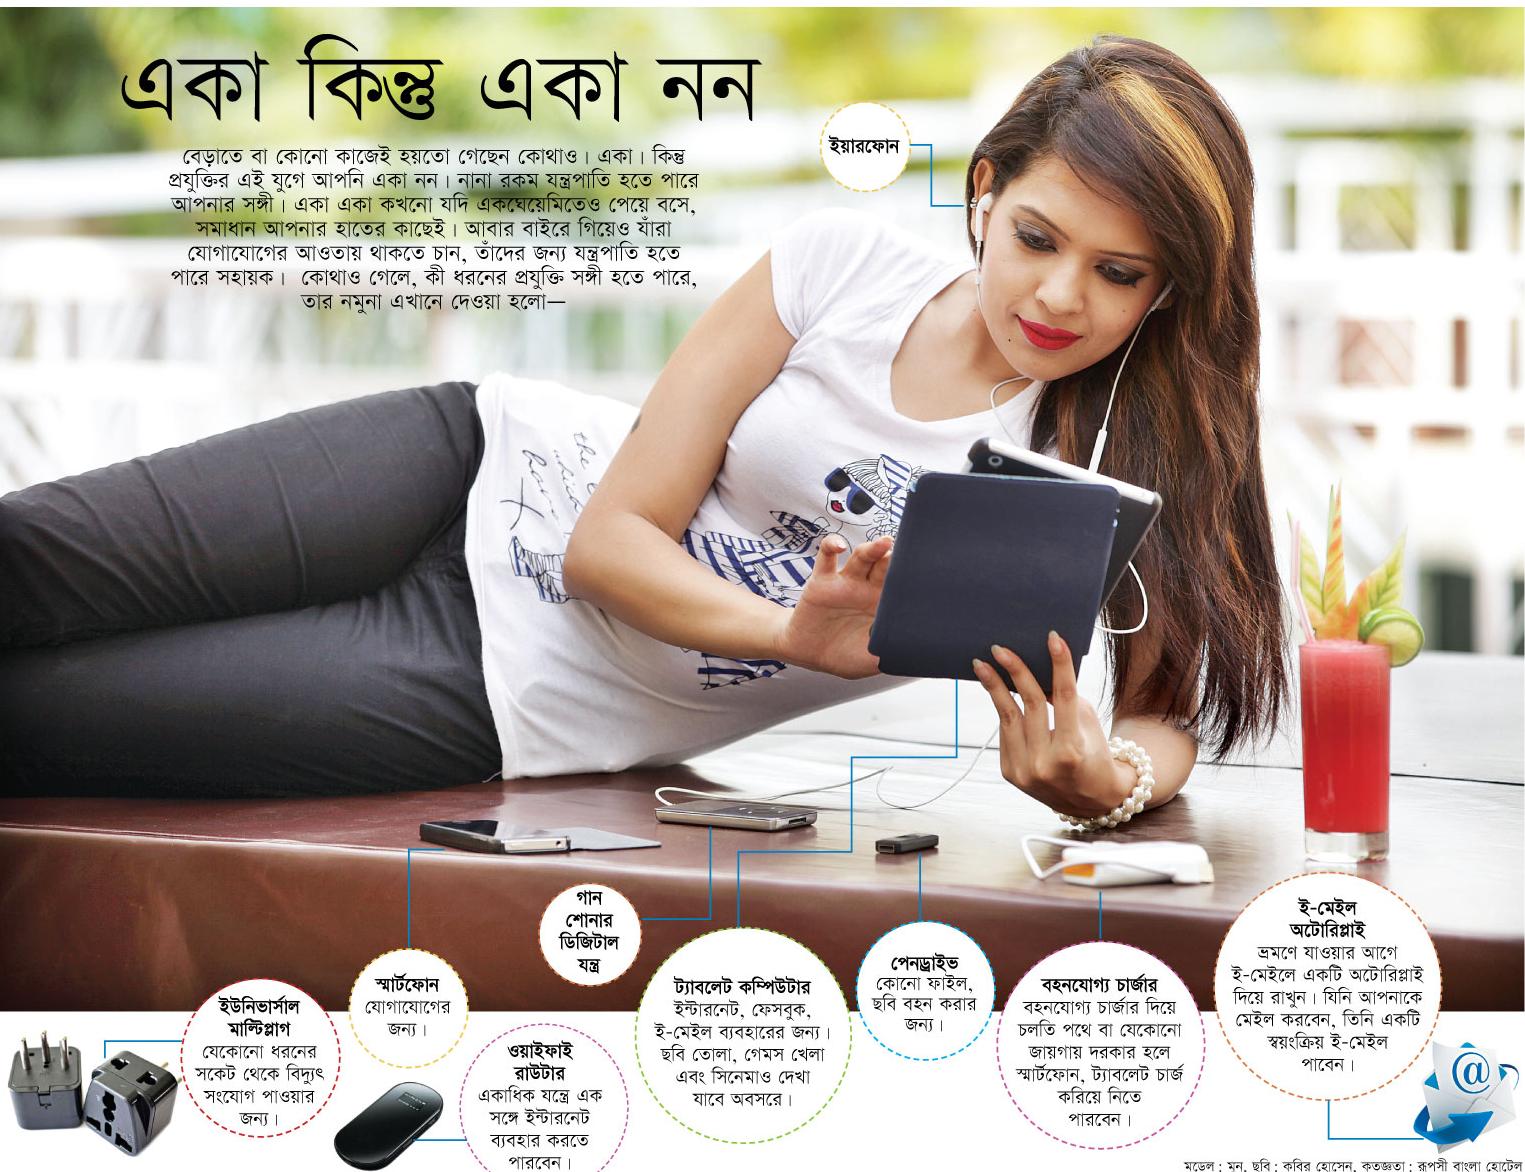 একা কিন্তু একা নন
বেড়াতে বা কোনো কাজেই হয়তো গেছেন কোথাও। একা। কিন্তু
প্রযুক্তির এই যুগে আপনি একা নন। নানা রকম যন্ত্রপাতি হতে পারে
আপনার সঙ্গী। একা একা কখনো যদি একঘেয়েমিতেও পেয়ে বসে,
সমাধান আপনার হাতের কাছেই। আবার বাইরে গিয়েও যাঁরা
যোগাযোগের আওতায় থাকতে চান, তাঁদের জন্য যন্ত্রপাতি হতে
পারে সহায়ক। কোথাও গেলে, কী ধরনের প্রযুক্তি সঙ্গী হতে পারে,
তার নমুনা এখানে দেওয়া হলো—
ইয়ারফোন
the
have
গান
শোনার
ডিজিটাল
যন্ত্র
স্মার্টফোন
যোগাযোগের
জন্য।
ইউনিভার্সাল
মাল্টিপ্লাগ
যেকোনো ধরনের
সকেট থেকে বিদ্যুৎ
সংযোগ পাওয়ার
জন্য।
ওয়াইফাই
রাউটার
একাধিক যন্ত্রে এক
সঙ্গে ইন্টারনেট
ব্যবহার করতে
পারবেন।
ট্যাবলেট কম্পিউটার
ইন্টারনেট, ফেসবুক,
ই-মেইল ব্যবহারের জন্য।
ছবি তোলা, গেমস খেলা
এবং সিনেমাও দেখা
যাবে অবসরে।
পেনড্রাইভ
কোনো ফাইল,
ছবি বহন করার
জন্য।
বহনযোগ্য চার্জার
বহনযোগ্য চার্জার দিয়ে
চলতি পথে বা যেকোনো
জায়গায় দরকার হলে
স্মার্টফোন, ট্যাবলেট চার্জ
করিয়ে নিতে
পারবেন।
ই-মেইল
অটোরিপ্লাই
ভ্রমণে যাওয়ার আগে
ই-মেইলে একটি অটোরিপ্লাই
দিয়ে রাখুন। যিনি আপনাকে
মেইল করবেন, তিনি একটি
স্বয়ংক্রিয় ই-মেইল
পাবেন।
@
মডেল : মন, ছবি : কবির হোসেন, কৃতজ্ঞতা : রূপসী বাংলা হোটেল